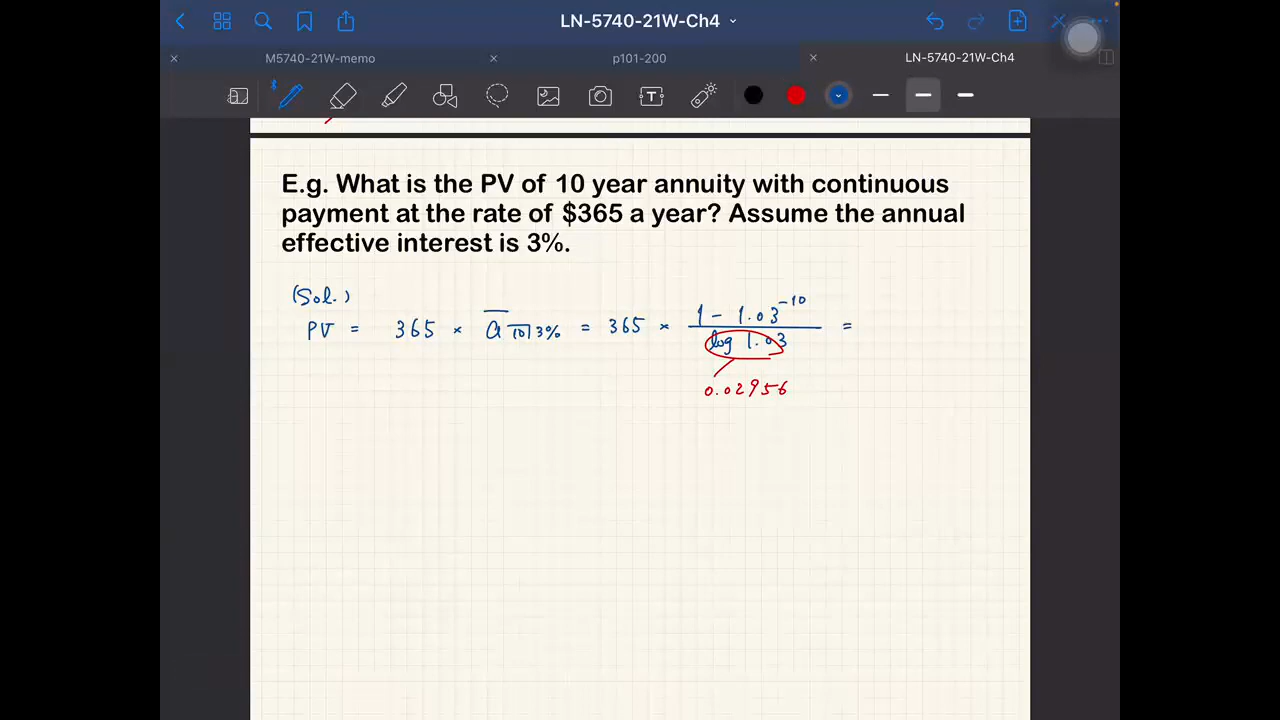 LN-5740-21W-Ch4
M5740-21W-memo
p101-200
LN-5740-21W-Ch4
T
E.g. What is the PV of 10 year annuity with continuous
payment at the rate of $365 a year? Assume the annual
effective interest is 3%.
(Sol.)
PV = 365 × a̅ 10| 3% = 365 × (1 - 1.03^-10) / (log 1.03) =
0.02956